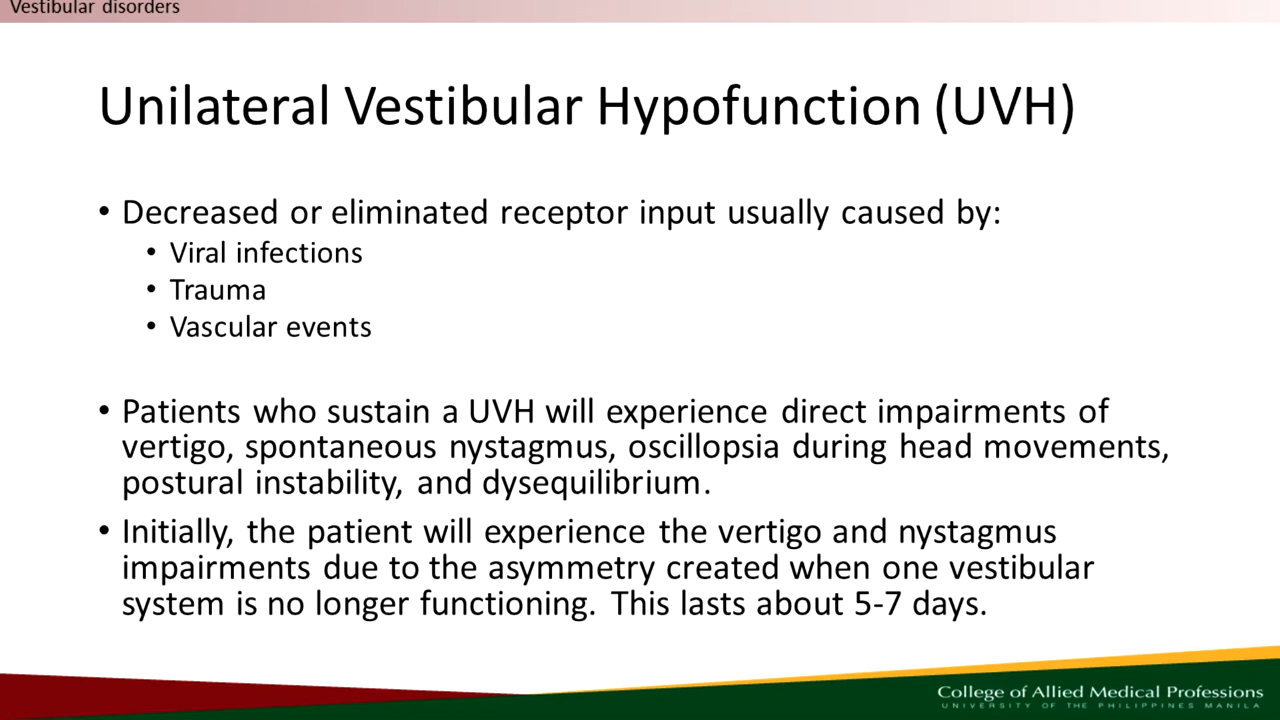 Vestibular disorders
Unilateral Vestibular Hypofunction (UVH)
• Decreased or eliminated receptor input usually caused by:
• Viral infections
• Trauma
• Vascular events
• Patients who sustain a UVH will experience direct impairments of
vertigo, spontaneous nystagmus, oscillopsia during head movements,
postural instability, and dysequilibrium.
• Initially, the patient will experience the vertigo and nystagmus
impairments due to the asymmetry created when one vestibular
system is no longer functioning. This lasts about 5-7 days.
College of Allied Medical Professions
UNIVERSITY OF THE PHILIPPINES MANILA